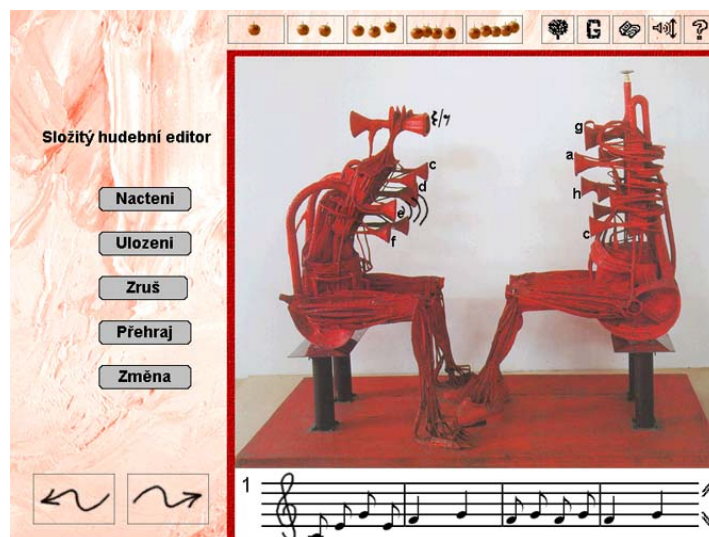 G ?
Složitý hudební editor
Nacteni
Ulozeni
Zruš
Přehraj
Změna
c
d
e
f
g
a
h
c
1